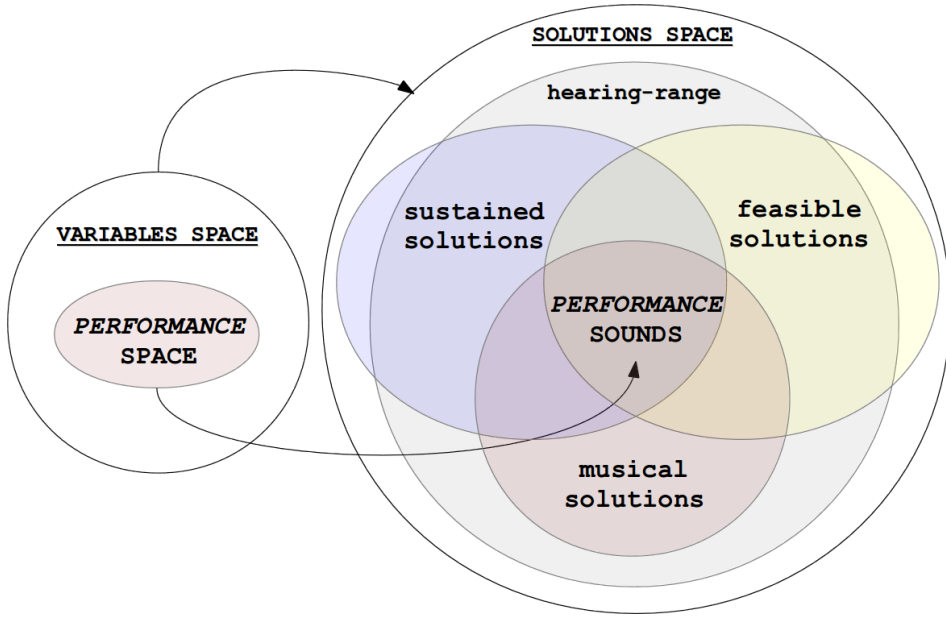 SOLUTIONS SPACE
hearing-range
sustained
solutions
feasible
solutions
VARIABLES SPACE
PERFORMANCE
SPACE
PERFORMANCE
SOUNDS
musical
solutions